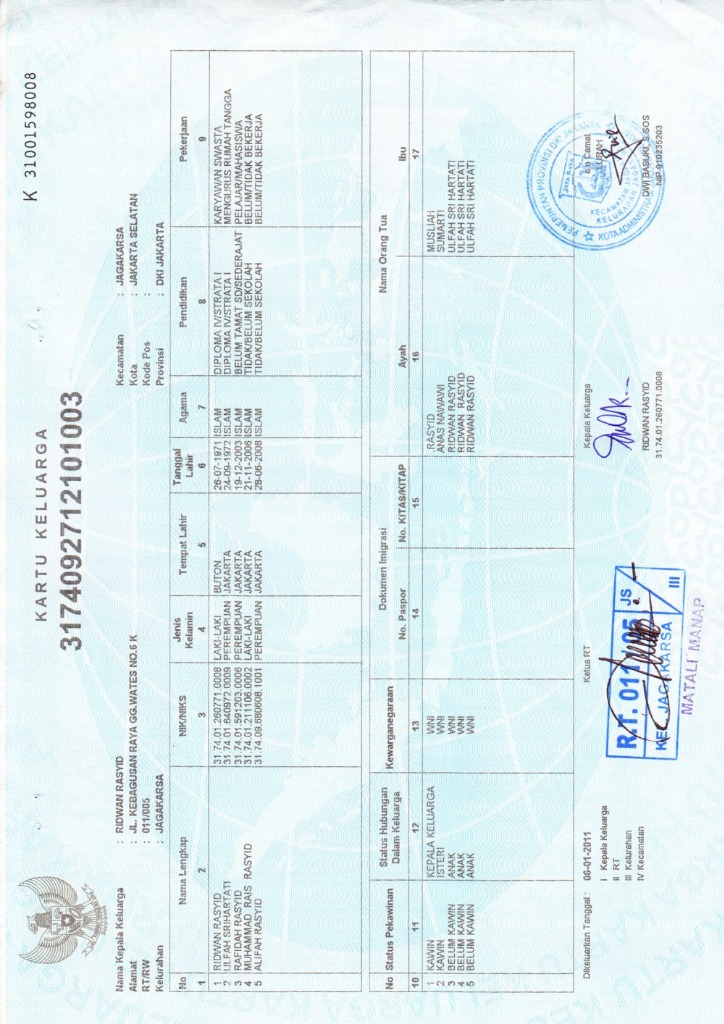 K 31001598008
KARTU KELUARGA
3174092712101003
Nama Kepala Keluarga : RIDWAN RASYID
Alamat : JL. KEBAGUSAN RAYA GG.WATES NO.6 K
RT/RW : 011/005
Kelurahan : JAGAKARSA
Kecamatan : JAGAKARSA
Kota : JAKARTA SELATAN
Kode Pos :
Provinsi : DKI JAKARTA
No Nama Lengkap NIK/NIKS Jenis Kelamin Tempat Lahir Tanggal Lahir Agama Pendidikan Pekerjaan
1 2 3 4 5 6 7 8 9
1 RIDWAN RASYID 31.74.01.260771.0008 LAKI-LAKI BUTON 26-07-1971 ISLAM DIPLOMA IV/STRATA I KARYAWAN SWASTA
2 ULFAH SRIHARTATI 31.74.01.640972.0009 PEREMPUAN JAKARTA 24-09-1972 ISLAM DIPLOMA IV/STRATA I MENGURUS RUMAH TANGGA
3 RAFIDAH RASYID 31.74.01.591203.0006 PEREMPUAN JAKARTA 19-12-2003 ISLAM BELUM TAMAT SD/SEDERAJAT PELAJAR/MAHASISWA
4 MUHAMMAD RAIS RASYID 31.74.01.211106.0002 LAKI-LAKI JAKARTA 21-11-2006 ISLAM TIDAK/BELUM SEKOLAH BELUM/TIDAK BEKERJA
5 ALIFAH RASYID 31.74.09.680608.1001 PEREMPUAN JAKARTA 28-06-2008 ISLAM TIDAK/BELUM SEKOLAH BELUM/TIDAK BEKERJA
No Status Pekawinan Status Hubungan Dalam Keluarga Kewarganegaraan Dokumen Imigrasi Nama Orang Tua
No. Paspor No. KITAS/KITAP Ayah Ibu
10 11 12 13 14 15 16 17
1 KAWIN KEPALA KELUARGA WNI RASYID MUSLIAH
2 KAWIN ISTERI WNI ANAS NAWAWI SUMARTI
3 BELUM KAWIN ANAK WNI RIDWAN RASYID ULFAH SRI HARTATI
4 BELUM KAWIN ANAK WNI RIDWAN RASYID ULFAH SRI HARTATI
5 BELUM KAWIN ANAK WNI RIDWAN RASYID ULFAH SRI HARTATI
Dikeluarkan Tanggal : 06-01-2011
I Kepala Keluarga
II RT
III Kelurahan
IV Kecamatan
Ketua RT
R.T. 011 05 JS
KEC. JAGAKARSA III
MATALI MANAP
Kepala Keluarga
RIDWAN RASYID
31.74.01.260771.0008
PEMERINTAH PROVINSI DKI JAKARTA
JAYA RAYA
KECAMATAN
KELURAHAN
KOTA ADMINISTRA
a.n Camat
LURAH
DWI BASUKI, S.SOS
NIP 010235203